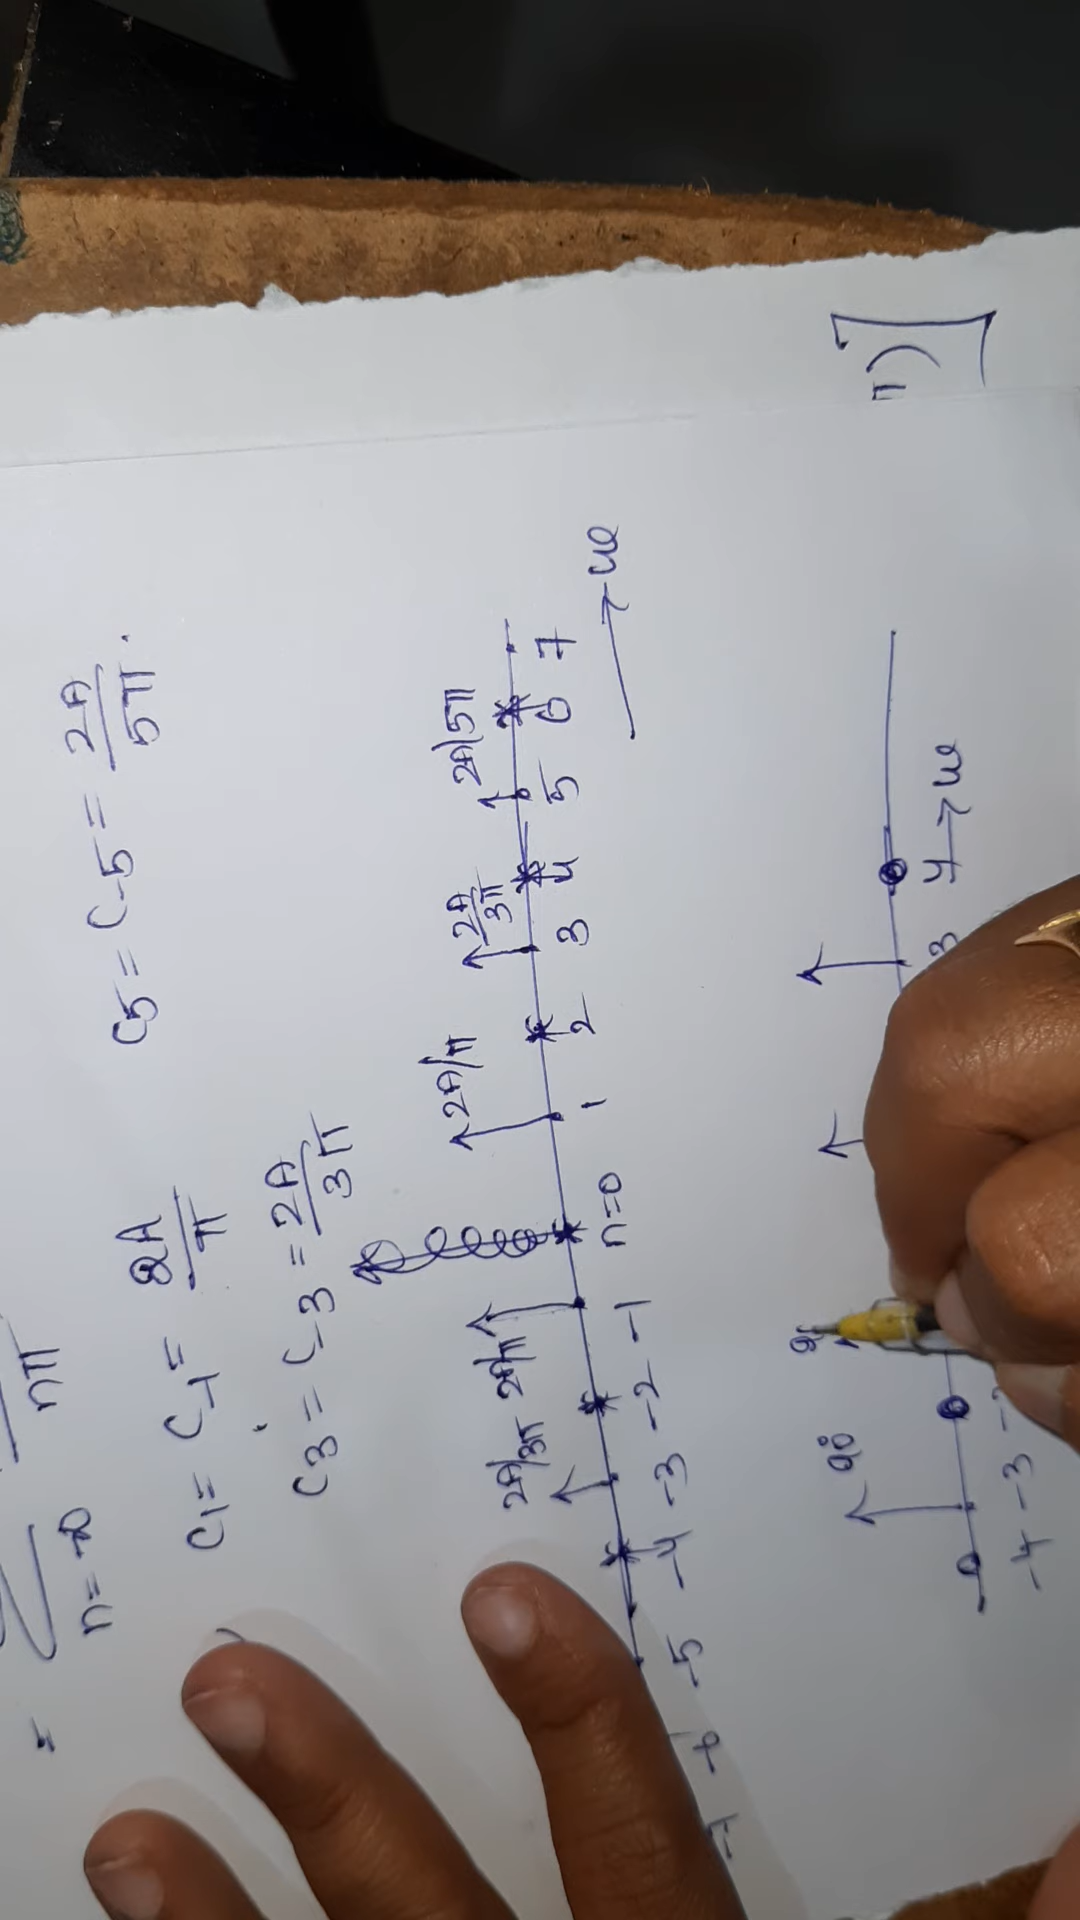 π)]
=
∑
n=-∞
nπ
C₁ = C₋₁ = 2A/π
C₅ = C-5 = 2A/5π.
C₃ = C-3 = 2A/3π
2A/3π 2A/π 2A/π 2A/3π 2A/5π
-7 -6 -5 -4 -3 -2 -1 n=0 1 2 3 4 5 6 7
→ω
90°
-4 -3 3 4 →ω